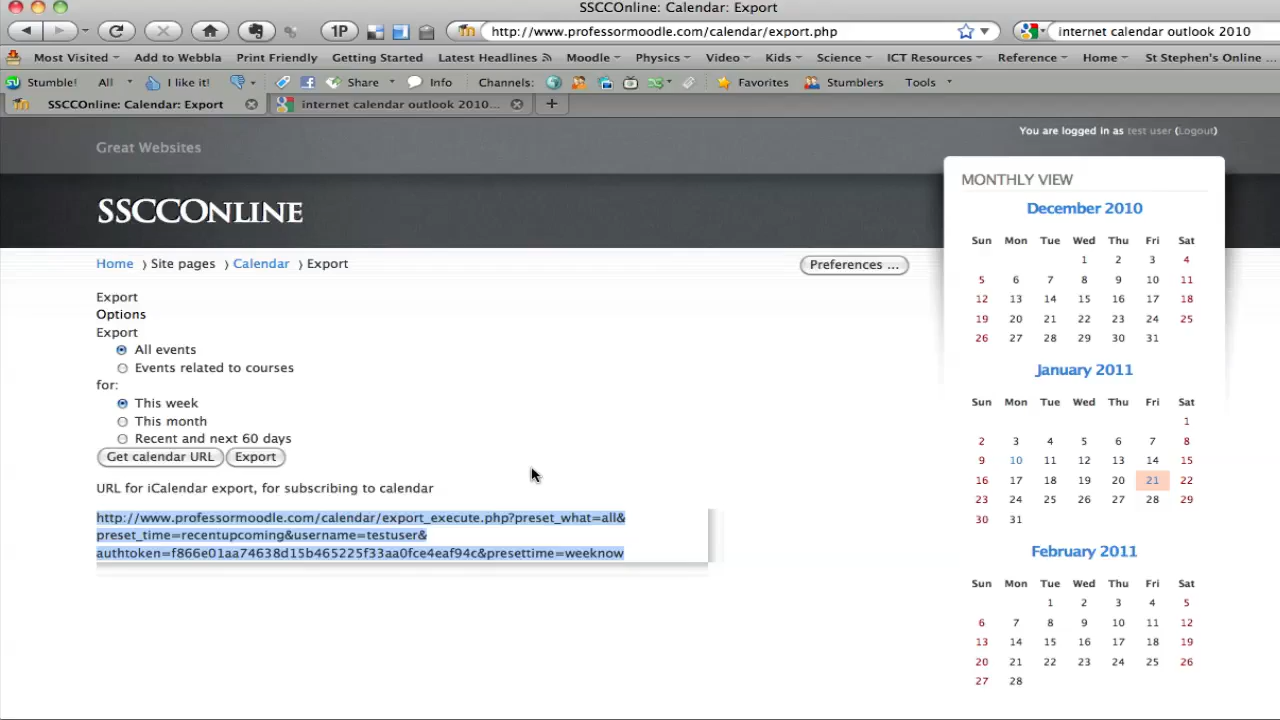 SSCCOnline: Calendar: Export
1P
http://www.professormoodle.com/calendar/export.php
internet calendar outlook 2010
Most Visited
Add to Webbla
Print Friendly
Getting Started
Latest Headlines
Moodle
Physics
Video
Kids
Science
ICT Resources
Reference
Home
St Stephen's Online ...
Stumble!
All
I like it!
Share
Info
Channels:
Favorites
Stumblers
Tools
SSCCOnline: Calendar: Export
internet calendar outlook 2010...
You are logged in as test user (Logout)
Great Websites
SSCCOnline
Home › Site pages › Calendar › Export
Preferences ...
Export
Options
Export
All events
Events related to courses
for:
This week
This month
Recent and next 60 days
Get calendar URL
Export
URL for iCalendar export, for subscribing to calendar
http://www.professormoodle.com/calendar/export_execute.php?preset_what=all&
preset_time=recentupcoming&username=testuser&
authtoken=f866e01aa74638d15b465225f33aa0fce4eaf94c&presettime=weeknow
MONTHLY VIEW
December 2010
Sun Mon Tue Wed Thu Fri Sat
1 2 3 4
5 6 7 8 9 10 11
12 13 14 15 16 17 18
19 20 21 22 23 24 25
26 27 28 29 30 31
January 2011
Sun Mon Tue Wed Thu Fri Sat
1
2 3 4 5 6 7 8
9 10 11 12 13 14 15
16 17 18 19 20 21 22
23 24 25 26 27 28 29
30 31
February 2011
Sun Mon Tue Wed Thu Fri Sat
1 2 3 4 5
6 7 8 9 10 11 12
13 14 15 16 17 18 19
20 21 22 23 24 25 26
27 28